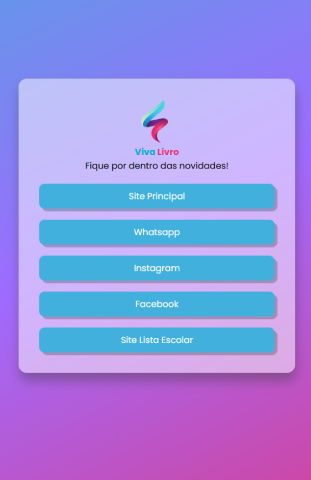 Viva Livro
Fique por dentro das novidades!
Site Principal
Whatsapp
Instagram
Facebook
Site Lista Escolar